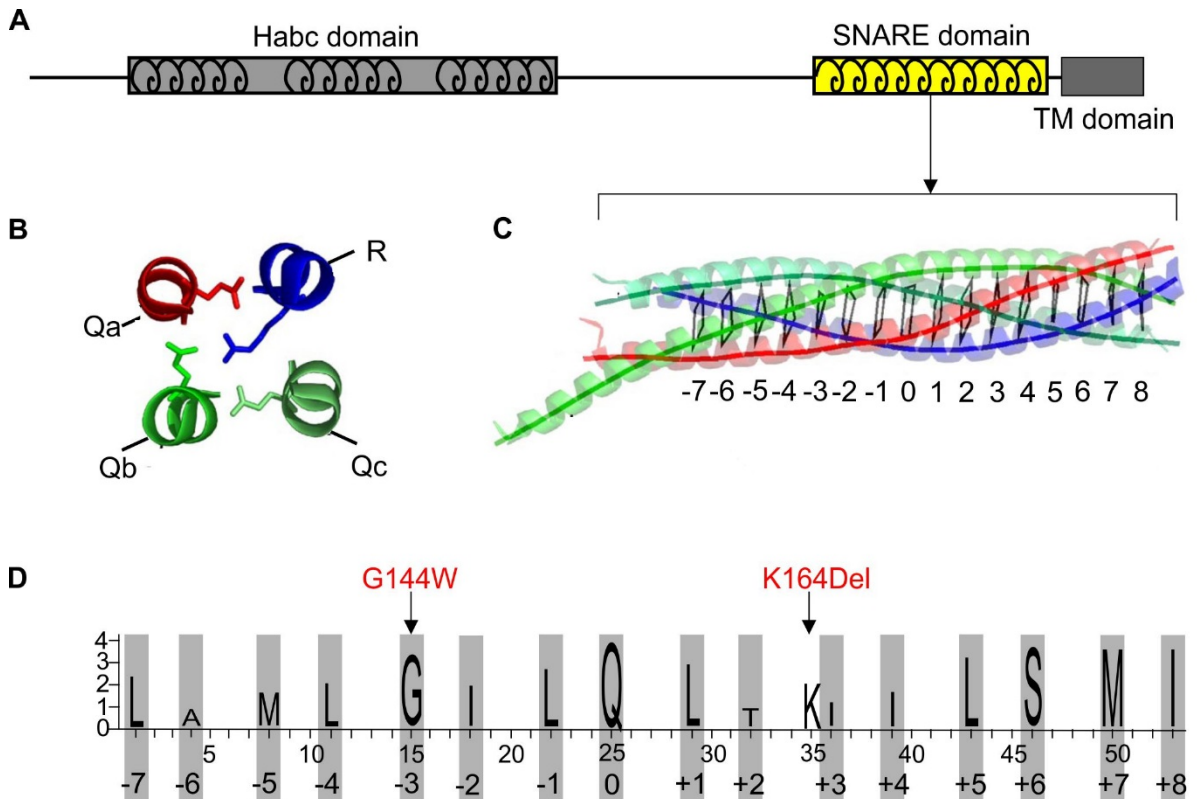 A
Habc domain
SNARE domain
TM domain
B
R
Qa
Qb
Qc
C
-7 -6 -5 -4 -3 -2 -1 0 1 2 3 4 5 6 7 8
D
G144W
K164Del
4
3
2
1
0
L A M L G I L Q L T K I I L S M I
5 10 15 20 25 30 35 40 45 50
-7 -6 -5 -4 -3 -2 -1 0 +1 +2 +3 +4 +5 +6 +7 +8